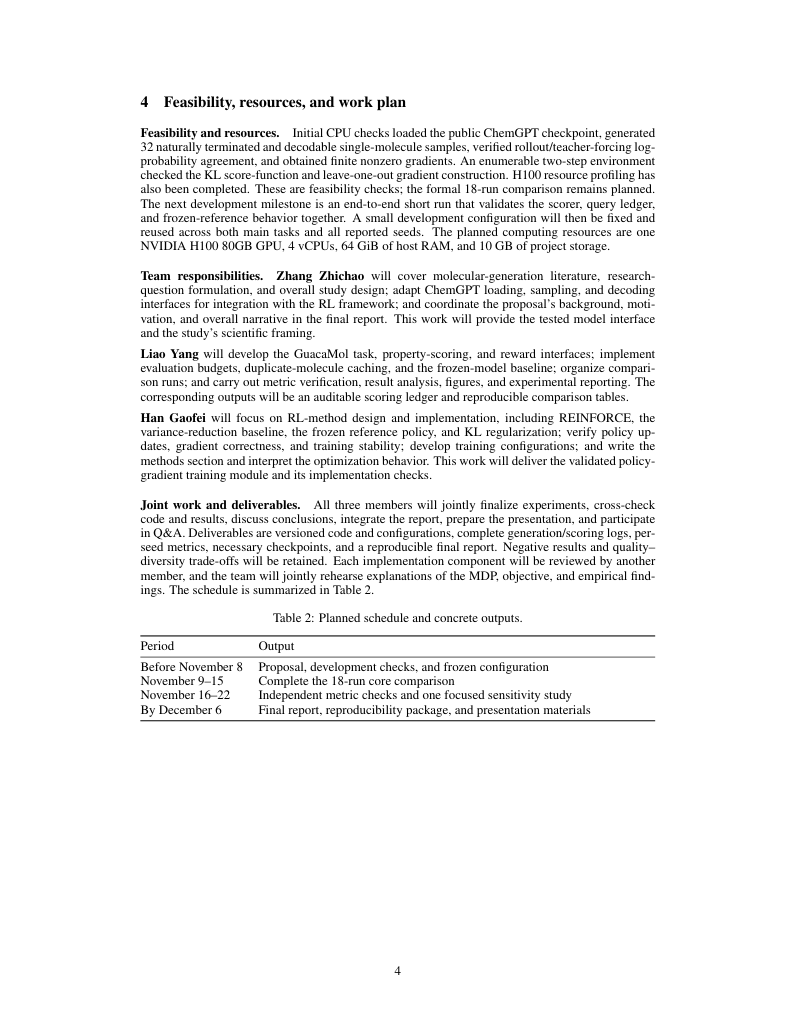 4 Feasibility, resources, and work plan
Feasibility and resources. Initial CPU checks loaded the public ChemGPT checkpoint, generated
32 naturally terminated and decodable single-molecule samples, verified rollout/teacher-forcing log-
probability agreement, and obtained finite nonzero gradients. An enumerable two-step environment
checked the KL score-function and leave-one-out gradient construction. H100 resource profiling has
also been completed. These are feasibility checks; the formal 18-run comparison remains planned.
The next development milestone is an end-to-end short run that validates the scorer, query ledger,
and frozen-reference behavior together. A small development configuration will then be fixed and
reused across both main tasks and all reported seeds. The planned computing resources are one
NVIDIA H100 80GB GPU, 4 vCPUs, 64 GiB of host RAM, and 10 GB of project storage.
Team responsibilities. Zhang Zhichao will cover molecular-generation literature, research-
question formulation, and overall study design; adapt ChemGPT loading, sampling, and decoding
interfaces for integration with the RL framework; and coordinate the proposal's background, moti-
vation, and overall narrative in the final report. This work will provide the tested model interface
and the study's scientific framing.
Liao Yang will develop the GuacaMol task, property-scoring, and reward interfaces; implement
evaluation budgets, duplicate-molecule caching, and the frozen-model baseline; organize compari-
son runs; and carry out metric verification, result analysis, figures, and experimental reporting. The
corresponding outputs will be an auditable scoring ledger and reproducible comparison tables.
Han Gaofei will focus on RL-method design and implementation, including REINFORCE, the
variance-reduction baseline, the frozen reference policy, and KL regularization; verify policy up-
dates, gradient correctness, and training stability; develop training configurations; and write the
methods section and interpret the optimization behavior. This work will deliver the validated policy-
gradient training module and its implementation checks.
Joint work and deliverables. All three members will jointly finalize experiments, cross-check
code and results, discuss conclusions, integrate the report, prepare the presentation, and participate
in Q&A. Deliverables are versioned code and configurations, complete generation/scoring logs, per-
seed metrics, necessary checkpoints, and a reproducible final report. Negative results and quality–
diversity trade-offs will be retained. Each implementation component will be reviewed by another
member, and the team will jointly rehearse explanations of the MDP, objective, and empirical find-
ings. The schedule is summarized in Table 2.
Table 2: Planned schedule and concrete outputs.
Period Output
Before November 8 Proposal, development checks, and frozen configuration
November 9–15 Complete the 18-run core comparison
November 16–22 Independent metric checks and one focused sensitivity study
By December 6 Final report, reproducibility package, and presentation materials
4